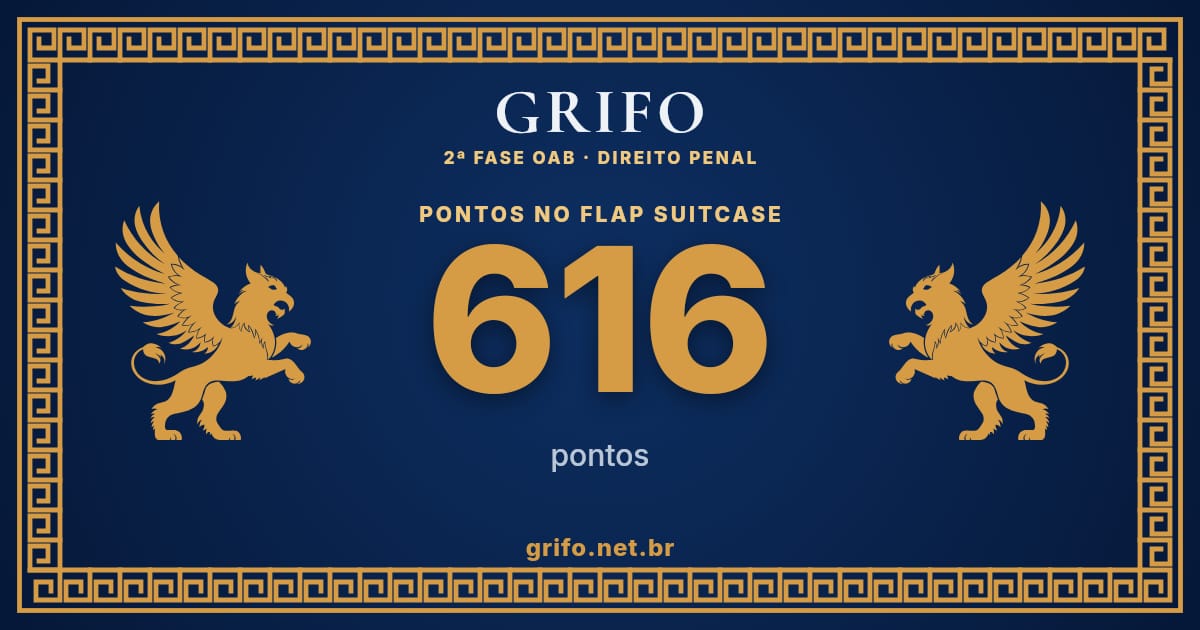 GRIFO
2ª FASE OAB · DIREITO PENAL
PONTOS NO FLAP SUITCASE
616
pontos
grifo.net.br